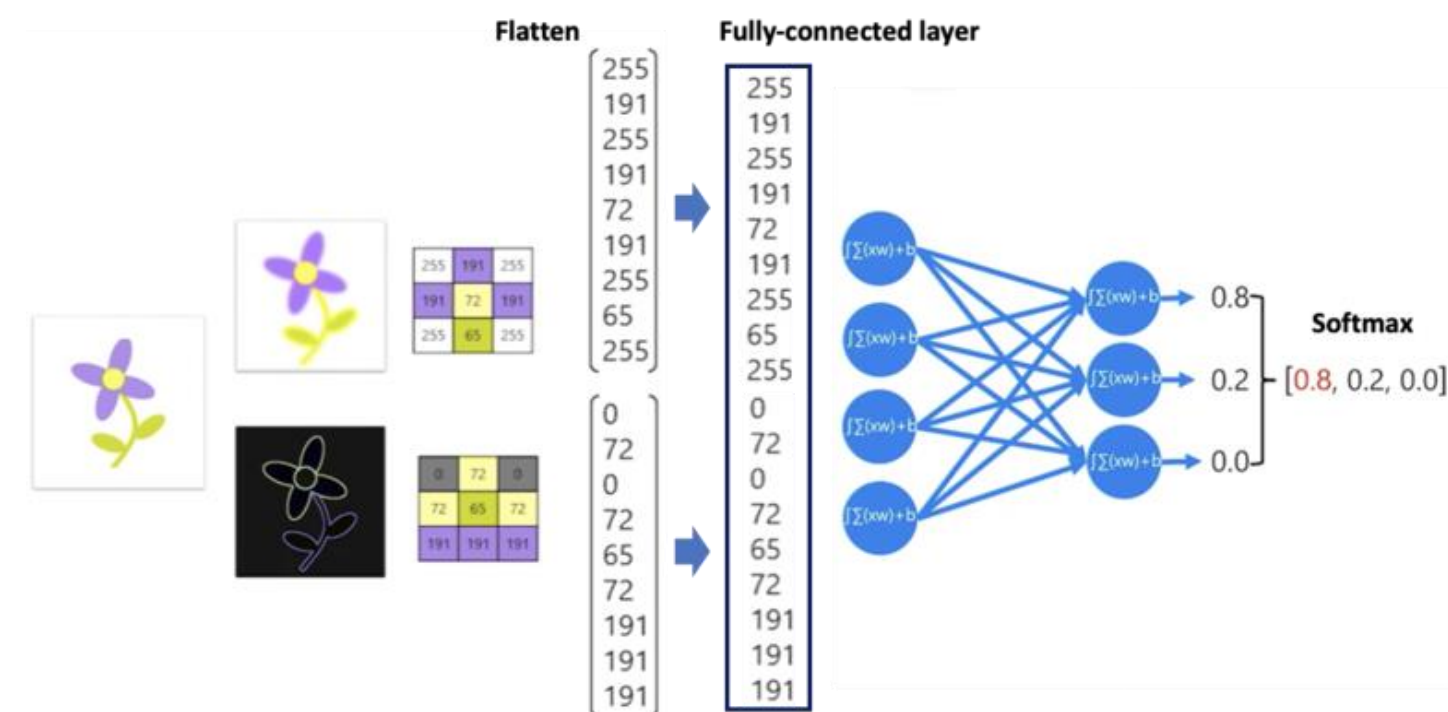 Flatten
Fully-connected layer
255 191 255
191 72 191
255 65 255
0 72 0
72 65 72
191 191 191
255
191
255
191
72
191
255
65
255
0
72
0
72
65
72
191
191
191
255
191
255
191
72
191
255
65
255
0
72
0
72
65
72
191
191
191
∫∑(xw)+b
∫∑(xw)+b
∫∑(xw)+b
∫∑(xw)+b
∫∑(xw)+b
∫∑(xw)+b
∫∑(xw)+b
0.8
0.2
0.0
Softmax
[0.8, 0.2, 0.0]